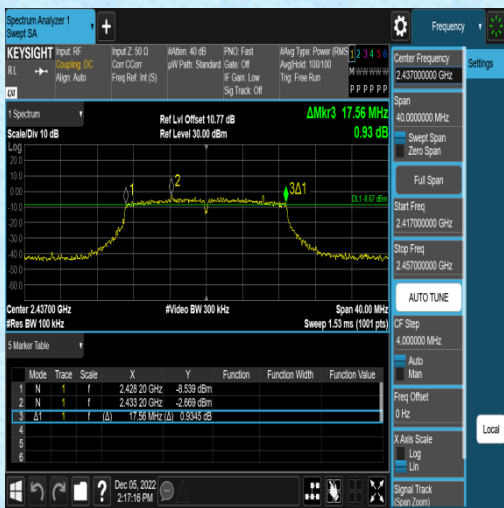 Spectrum Analyzer 1
Swept SA
Frequency
KEYSIGHT
Input: RF
Coupling: DC
Align: Auto
Input Z: 50 Ω
Corr CCorr
Freq Ref: Int (S)
#Atten: 40 dB
µW Path: Standard
PNO: Fast
Gate: Off
IF Gain: Low
Sig Track: Off
#Avg Type: Power (RMS
Avg|Hold: 100/100
Trig: Free Run
1 2 3 4 5 6
M W W W W W
P P P P P P
RL
LXI
1 Spectrum
Scale/Div 10 dB
Ref Lvl Offset 10.77 dB
Ref Level 30.00 dBm
ΔMkr3 17.56 MHz
0.93 dB
Log
20.0
10.0
0.00
-10.0
-20.0
-30.0
-40.0
-50.0
-60.0
1
2
3Δ1
DL1 -8.67 dBm
Center 2.43700 GHz
#Res BW 100 kHz
#Video BW 300 kHz
Span 40.00 MHz
Sweep 1.53 ms (1001 pts)
5 Marker Table
Mode Trace Scale X Y Function Function Width Function Value
1 N 1 f 2.428 20 GHz -8.539 dBm
2 N 1 f 2.433 20 GHz -2.669 dBm
3 Δ1 1 f (Δ) 17.56 MHz (Δ) 0.9345 dB
4
5
6
?
Dec 05, 2022
2:17:16 PM
Center Frequency
2.437000000 GHz
Span
40.0000000 MHz
Swept Span
Zero Span
Full Span
Start Freq
2.417000000 GHz
Stop Freq
2.457000000 GHz
AUTO TUNE
CF Step
4.000000 MHz
Auto
Man
Freq Offset
0 Hz
X Axis Scale
Log
Lin
Signal Track
(Span Zoom)
Settings
Local